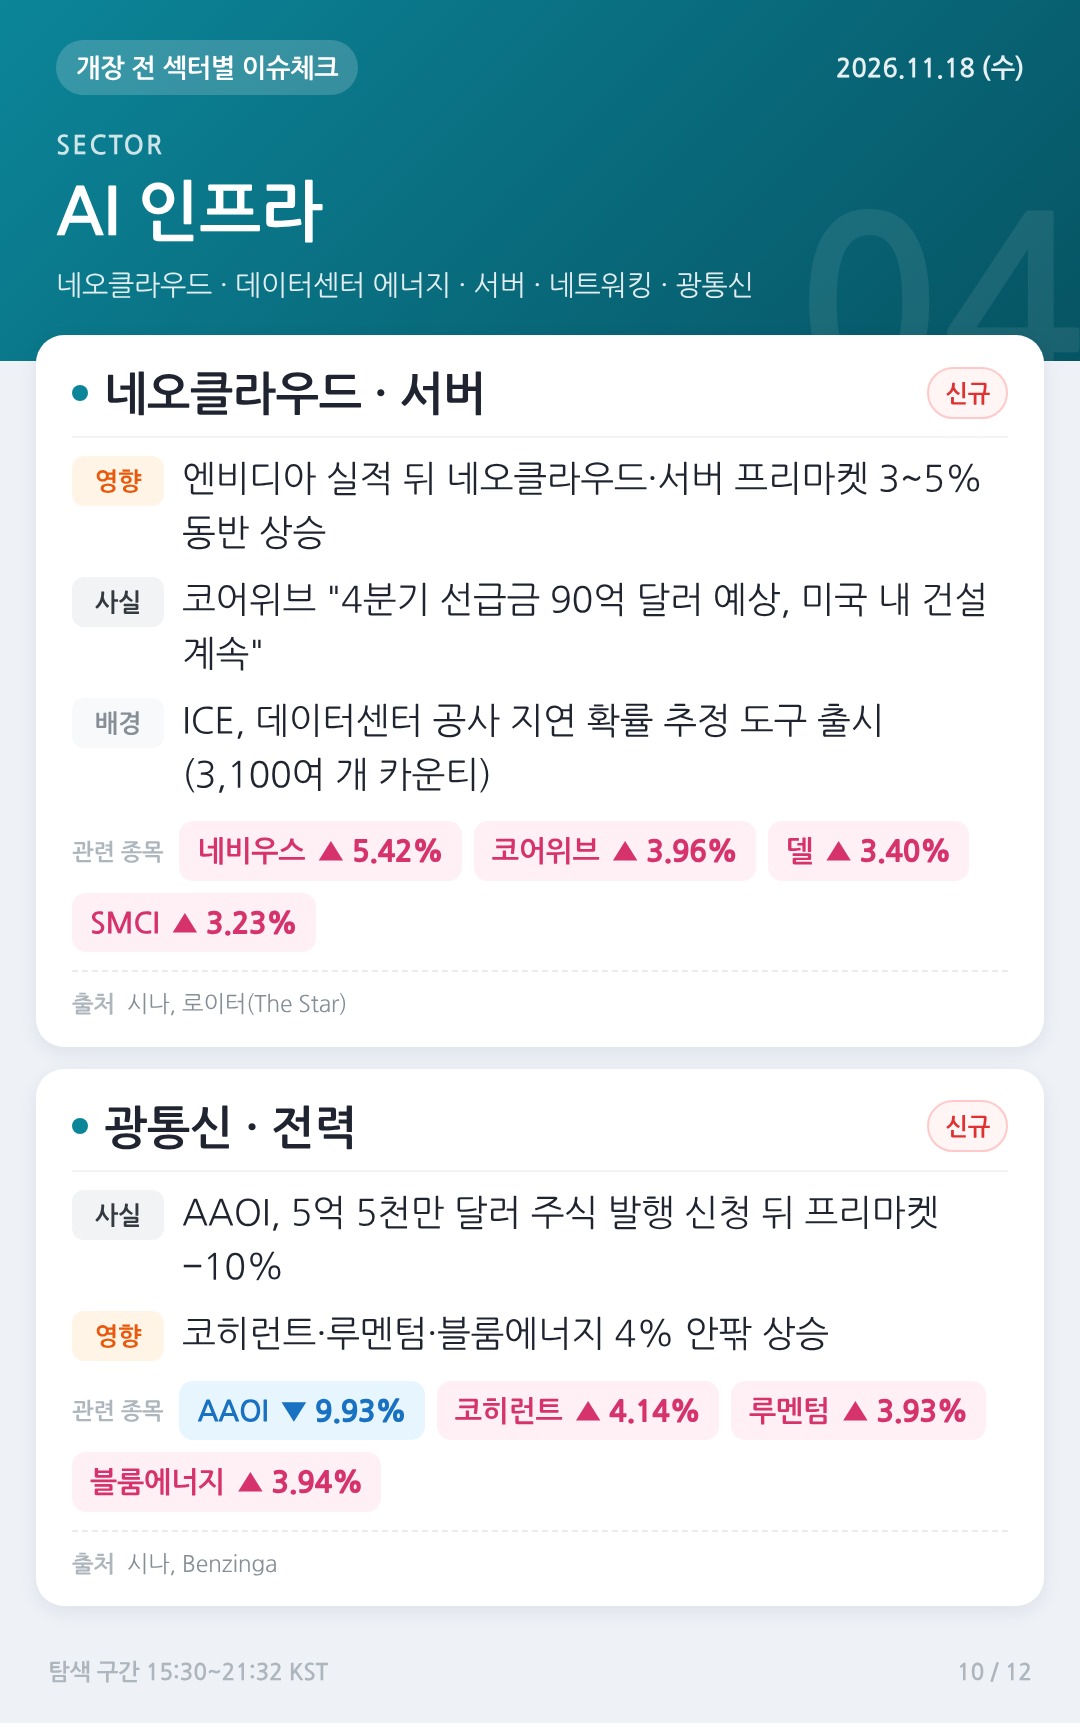 개장 전 섹터별 이슈체크
2026.11.18 (수)
SECTOR
AI 인프라
네오클라우드 · 데이터센터 에너지 · 서버 · 네트워킹 · 광통신
04
네오클라우드 · 서버
신규
영향 엔비디아 실적 뒤 네오클라우드·서버 프리마켓 3~5%
동반 상승
사실 코어위브 "4분기 선급금 90억 달러 예상, 미국 내 건설
계속"
배경 ICE, 데이터센터 공사 지연 확률 추정 도구 출시
(3,100여 개 카운티)
관련 종목 네비우스 ▲ 5.42% 코어위브 ▲ 3.96% 델 ▲ 3.40%
SMCI ▲ 3.23%
출처 시나, 로이터(The Star)
광통신 · 전력
신규
사실 AAOI, 5억 5천만 달러 주식 발행 신청 뒤 프리마켓
−10%
영향 코히런트·루멘텀·블룸에너지 4% 안팎 상승
관련 종목 AAOI ▼ 9.93% 코히런트 ▲ 4.14% 루멘텀 ▲ 3.93%
블룸에너지 ▲ 3.94%
출처 시나, Benzinga
탐색 구간 15:30~21:32 KST
10 / 12